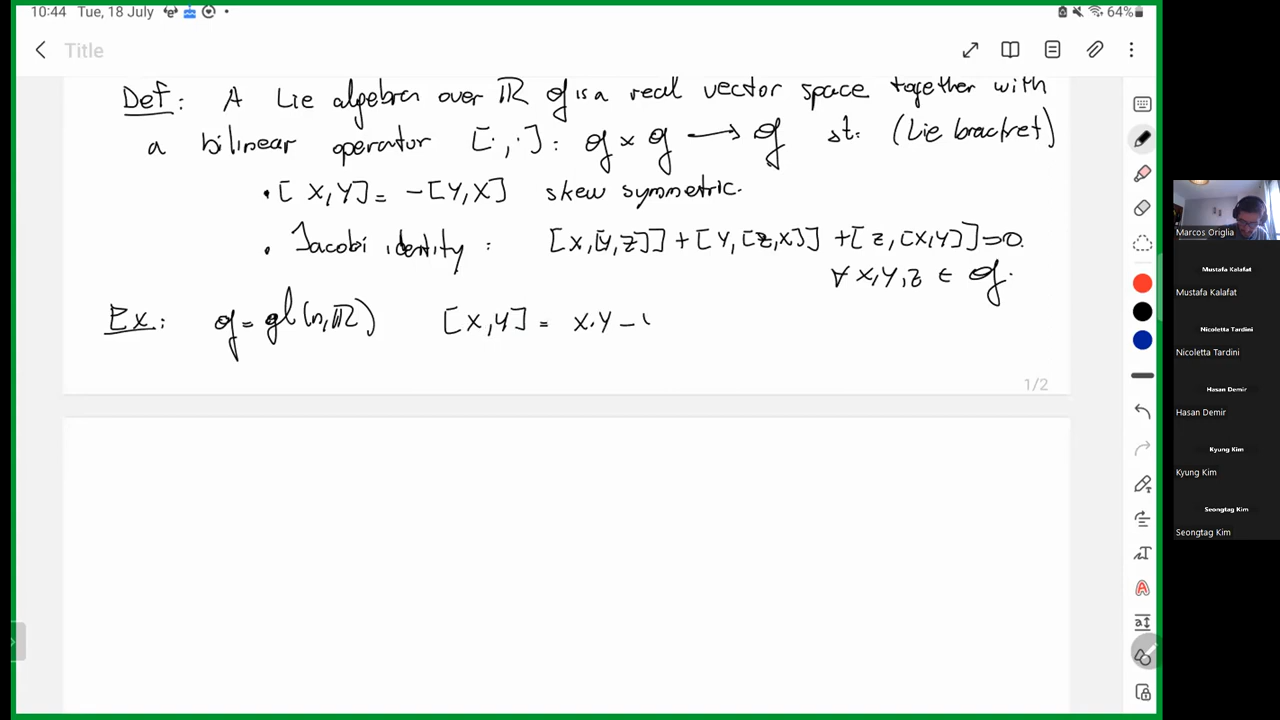 10:44 Tue, 18 July
64%
Title
Def: A Lie algebra over ℝ 𝔤 is a real vector space together with
a bilinear operator [·,·]: 𝔤 × 𝔤 ⟶ 𝔤 st. (Lie bracket)
• [X,Y] = -[Y,X] skew symmetric.
• Jacobi identity: [X,[Y,Z]] + [Y,[Z,X]] + [Z,[X,Y]] = 0.
∀ X,Y,Z ∈ 𝔤.
Ex.: 𝔤 = gl(n,ℝ) [X,Y] = X.Y -
1/2
Marcos Origlia
Mustafa Kalafat
Mustafa Kalafat
Nicoletta Tardini
Nicoletta Tardini
Hasan Demir
Hasan Demir
Kyung Kim
Kyung Kim
Seongtag Kim
Seongtag Kim